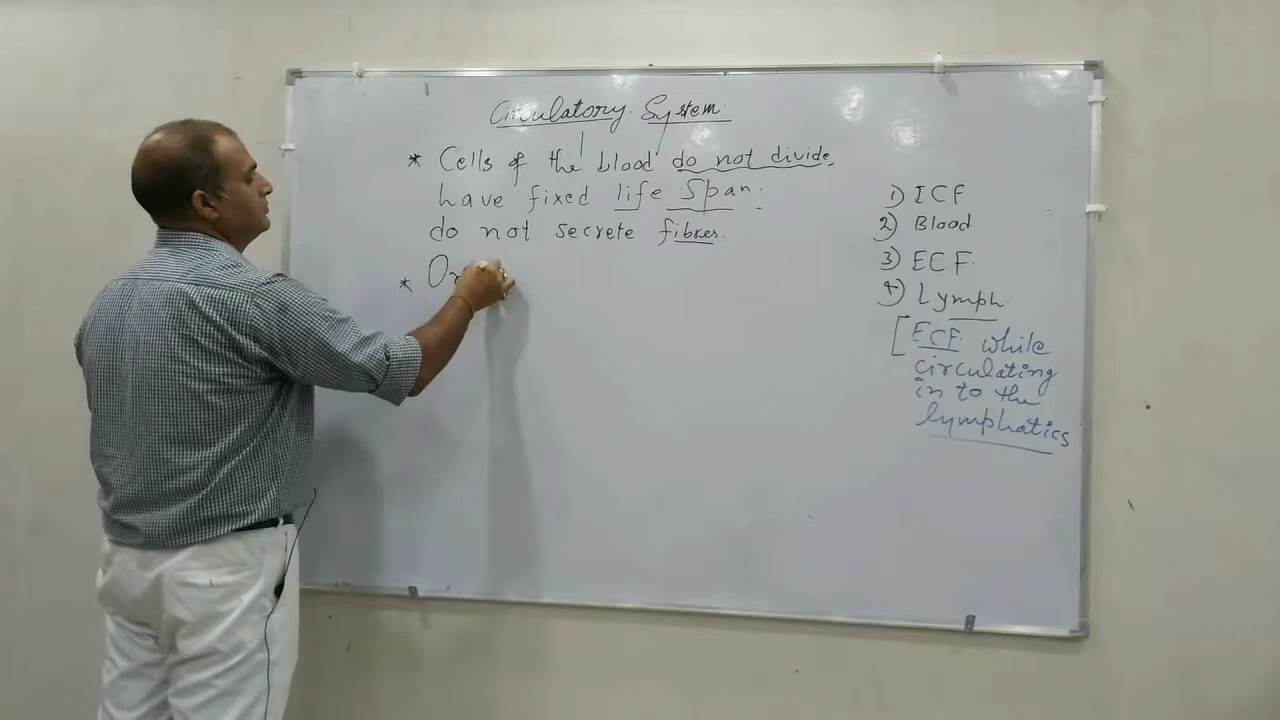 Circulatory System
* Cells of the blood do not divide
have fixed life Span.
do not secrete fibres.
*
1) ICF
2) Blood
3) ECF.
4) Lymph.
[ECF. while
circulating
in to the
lymphatics